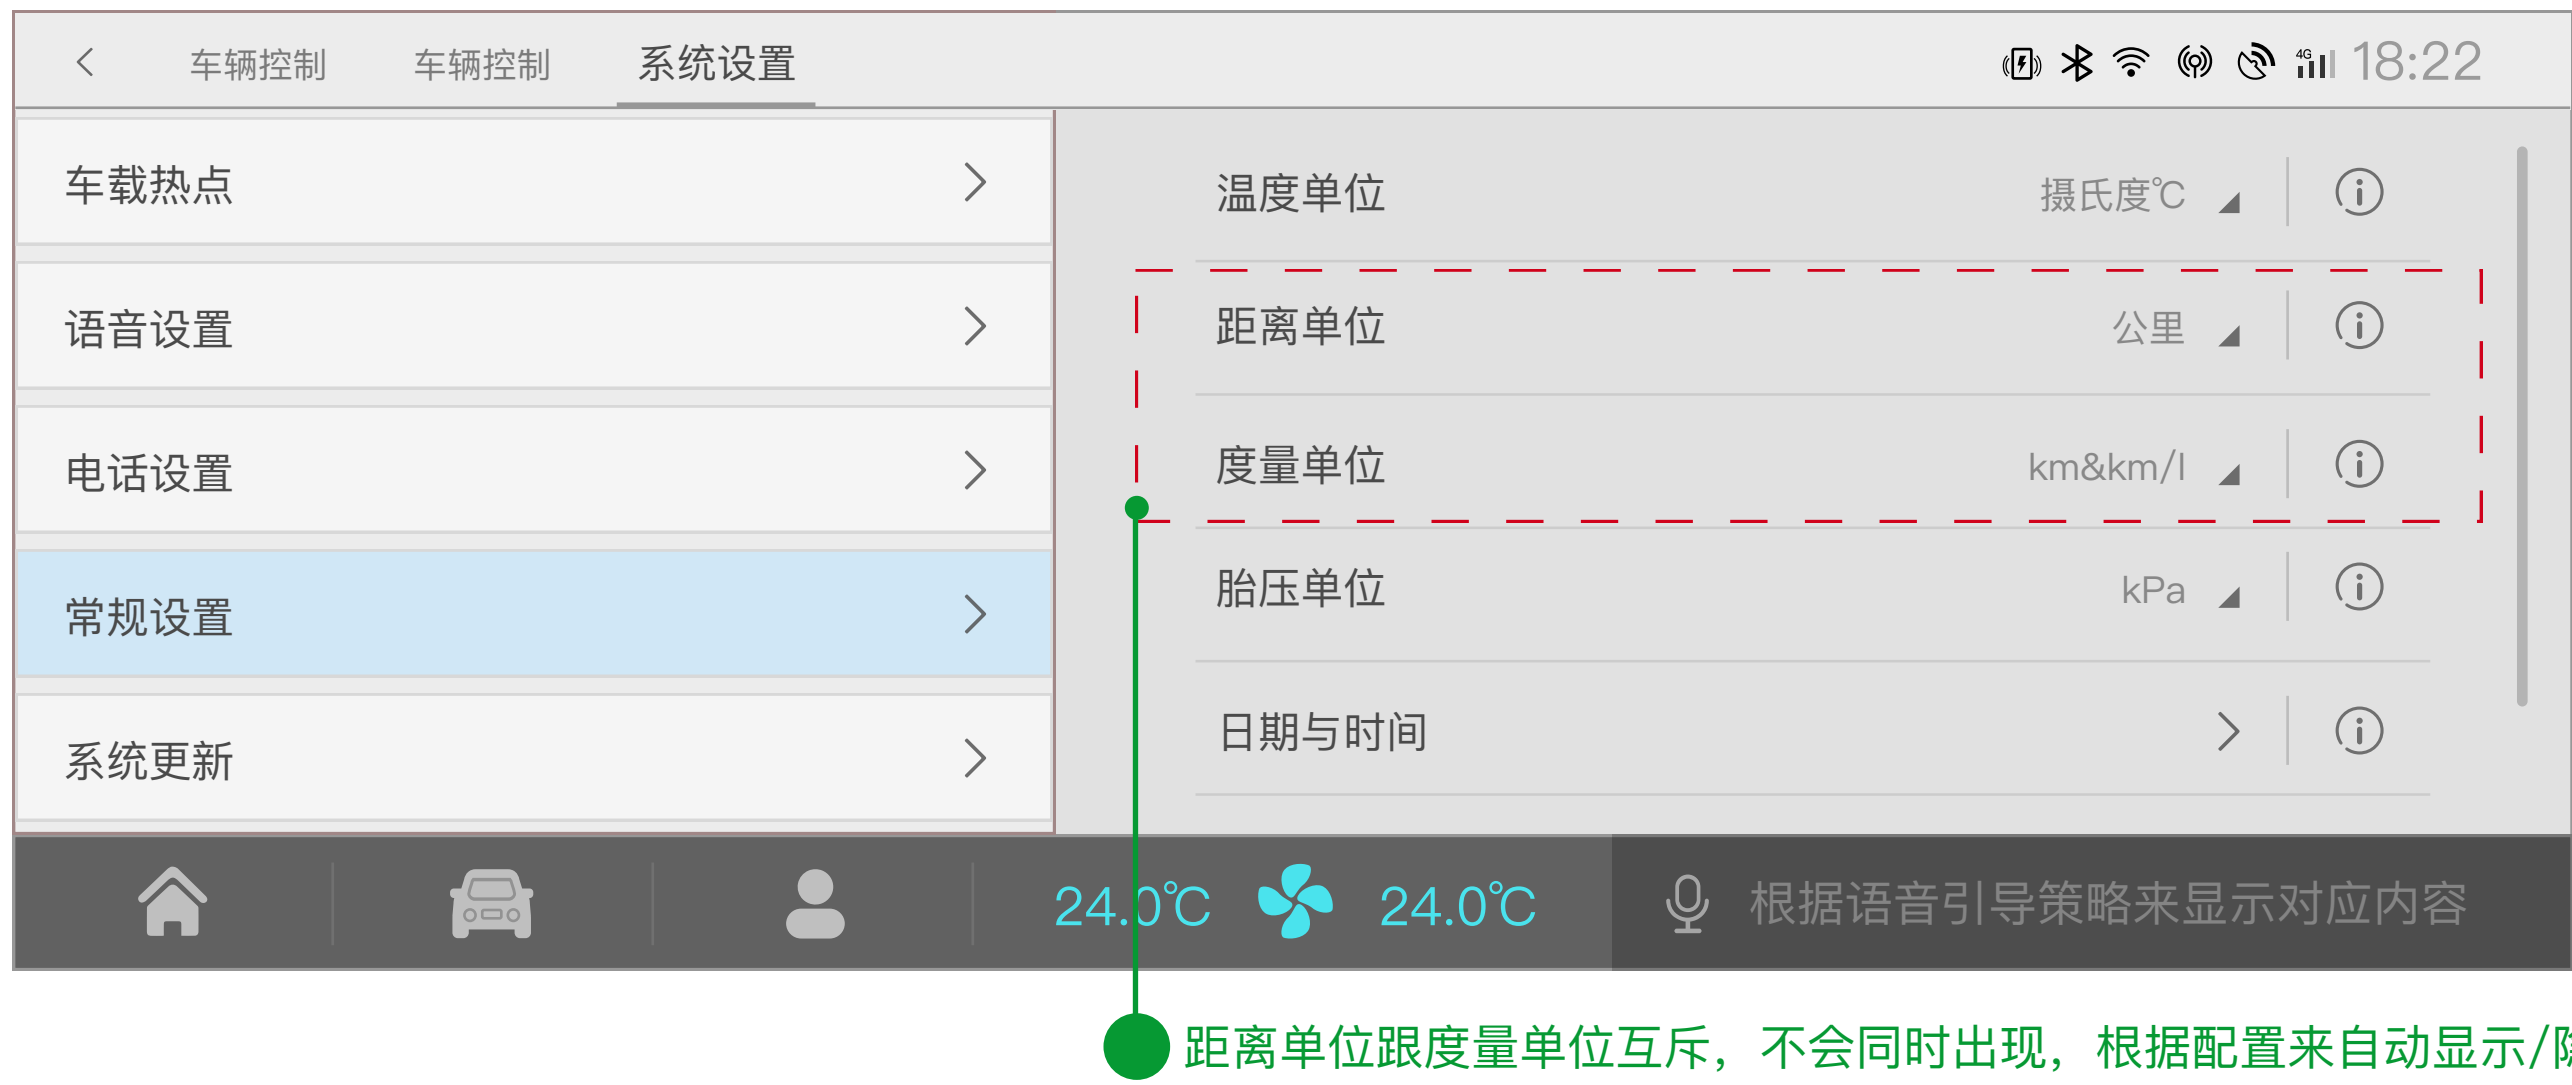 车辆控制 车辆控制 系统设置 4G 18:22
车载热点
语音设置
电话设置
常规设置
系统更新
温度单位 摄氏度℃
距离单位 公里
度量单位 km&km/l
胎压单位 kPa
日期与时间
24.0℃ 24.0℃ 根据语音引导策略来显示对应内容
距离单位跟度量单位互斥，不会同时出现，根据配置来自动显示/